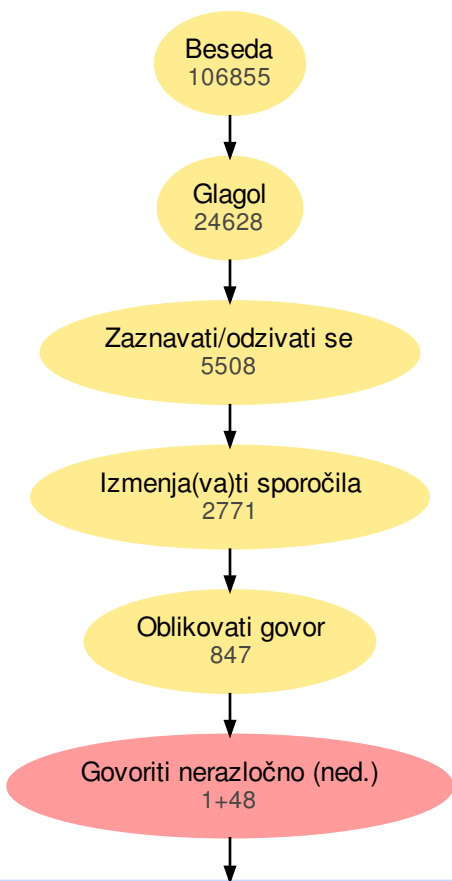 Beseda
106855
Glagol
24628
Zaznavati/odzivati se
5508
Izmenja(va)ti sporočila
2771
Oblikovati govor
847
Govoriti nerazločno (ned.)
1+48